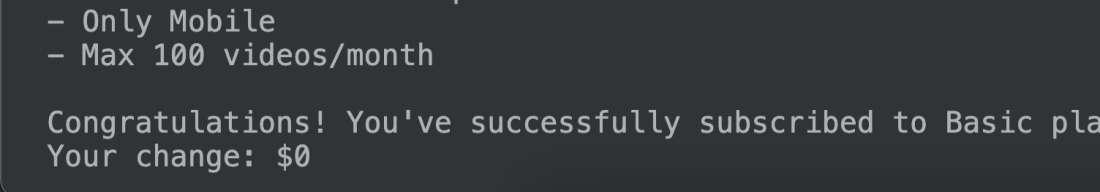 – Only Mobile
– Max 100 videos/month
Congratulations! You've successfully subscribed to Basic pla
Your change: $0